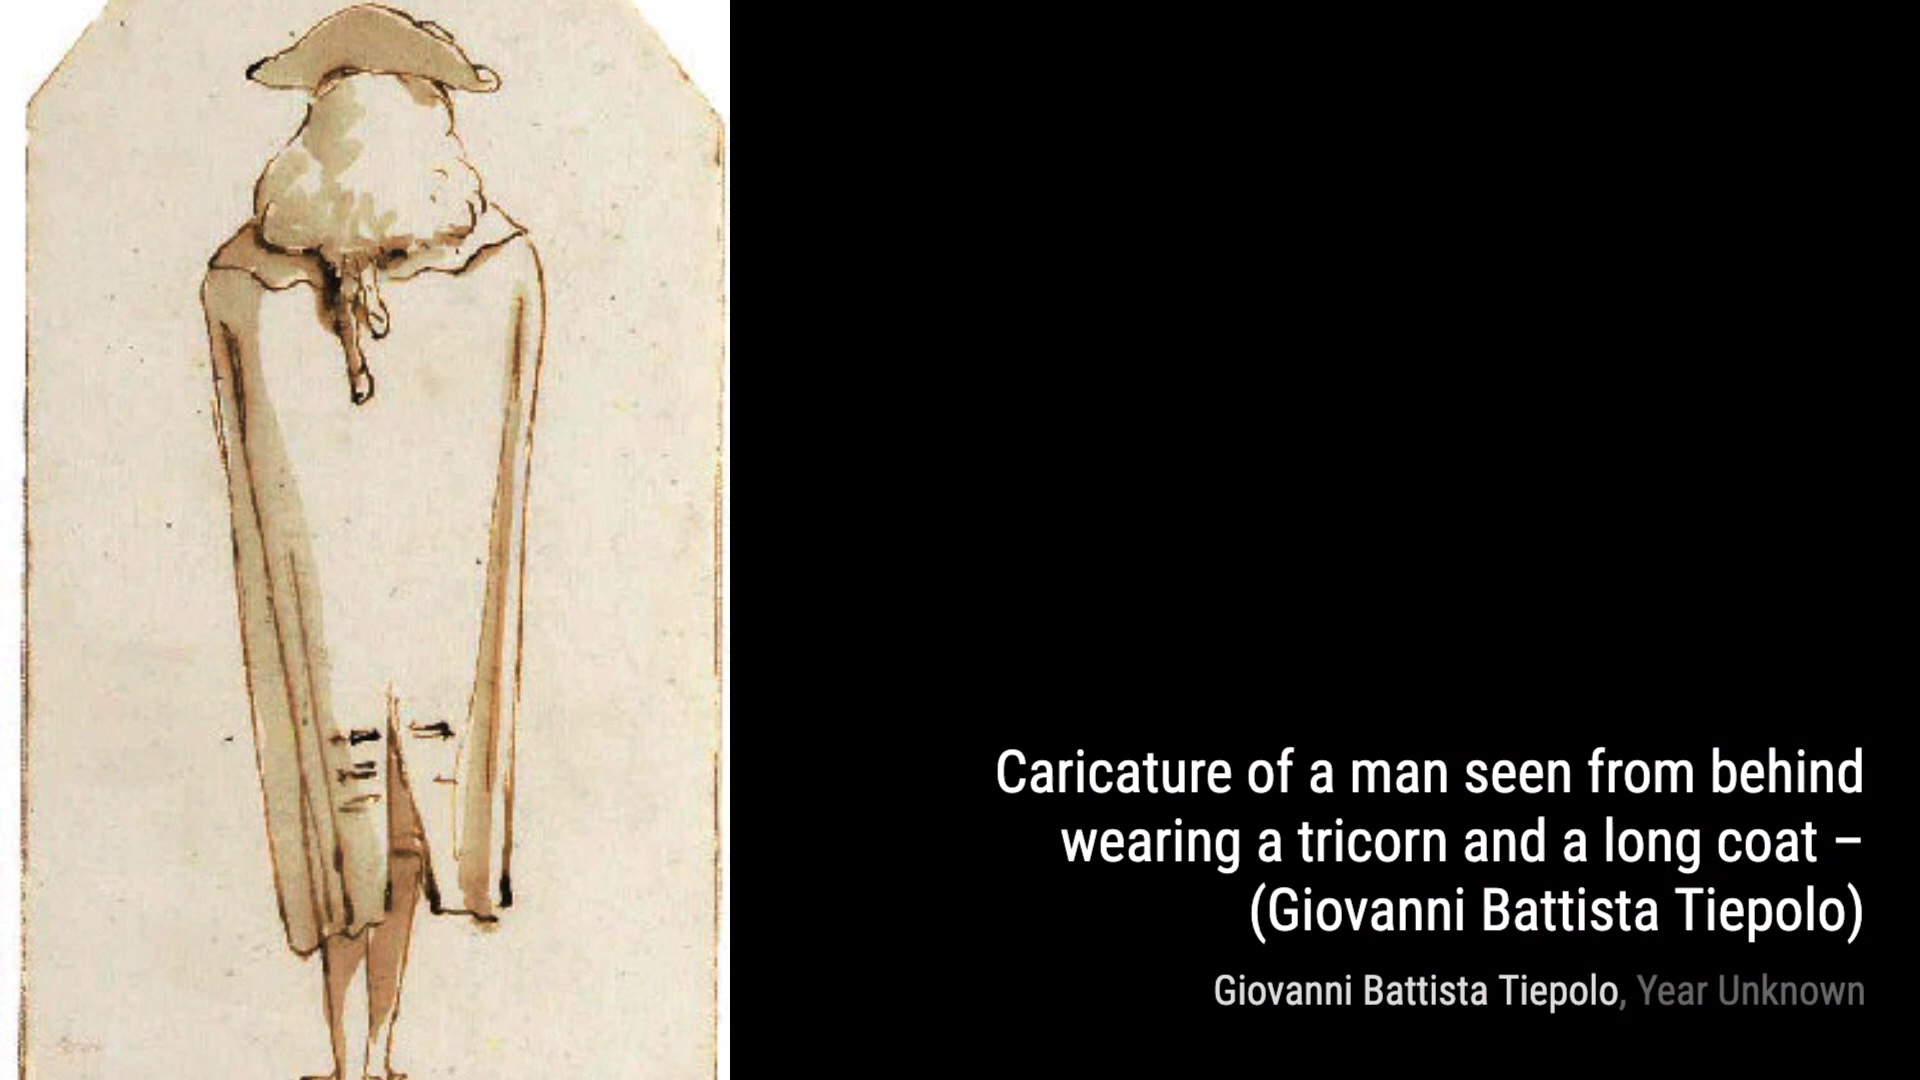 Caricature of a man seen from behind
wearing a tricorn and a long coat –
(Giovanni Battista Tiepolo)
Giovanni Battista Tiepolo, Year Unknown